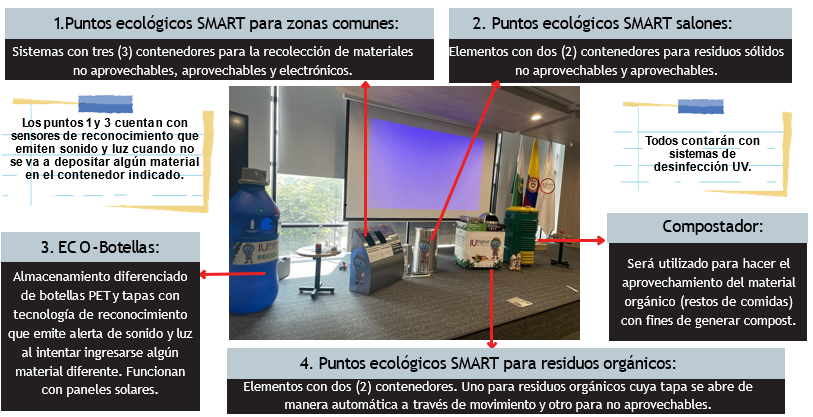 1.Puntos ecológicos SMART para zonas comunes:
Sistemas con tres (3) contenedores para la recolección de materiales
no aprovechables, aprovechables y electrónicos.
2. Puntos ecológicos SMART salones:
Elementos con dos (2) contenedores para residuos sólidos
no aprovechables y aprovechables.
Los puntos 1 y 3 cuentan con
sensores de reconocimiento que
emiten sonido y luz cuando no
se va a depositar algún material
en el contenedor indicado.
Todos contarán con
sistemas de
desinfección UV.
3. ECO-Botellas:
Almacenamiento diferenciado
de botellas PET y tapas con
tecnología de reconocimiento
que emite alerta de sonido y luz
al intentar ingresarse algún
material diferente. Funcionan
con paneles solares.
Compostador:
Será utilizado para hacer el
aprovechamiento del material
orgánico (restos de comidas)
con fines de generar compost.
4. Puntos ecológicos SMART para residuos orgánicos:
Elementos con dos (2) contenedores. Uno para residuos orgánicos cuya tapa se abre de
manera automática a través de movimiento y otro para no aprovechables.